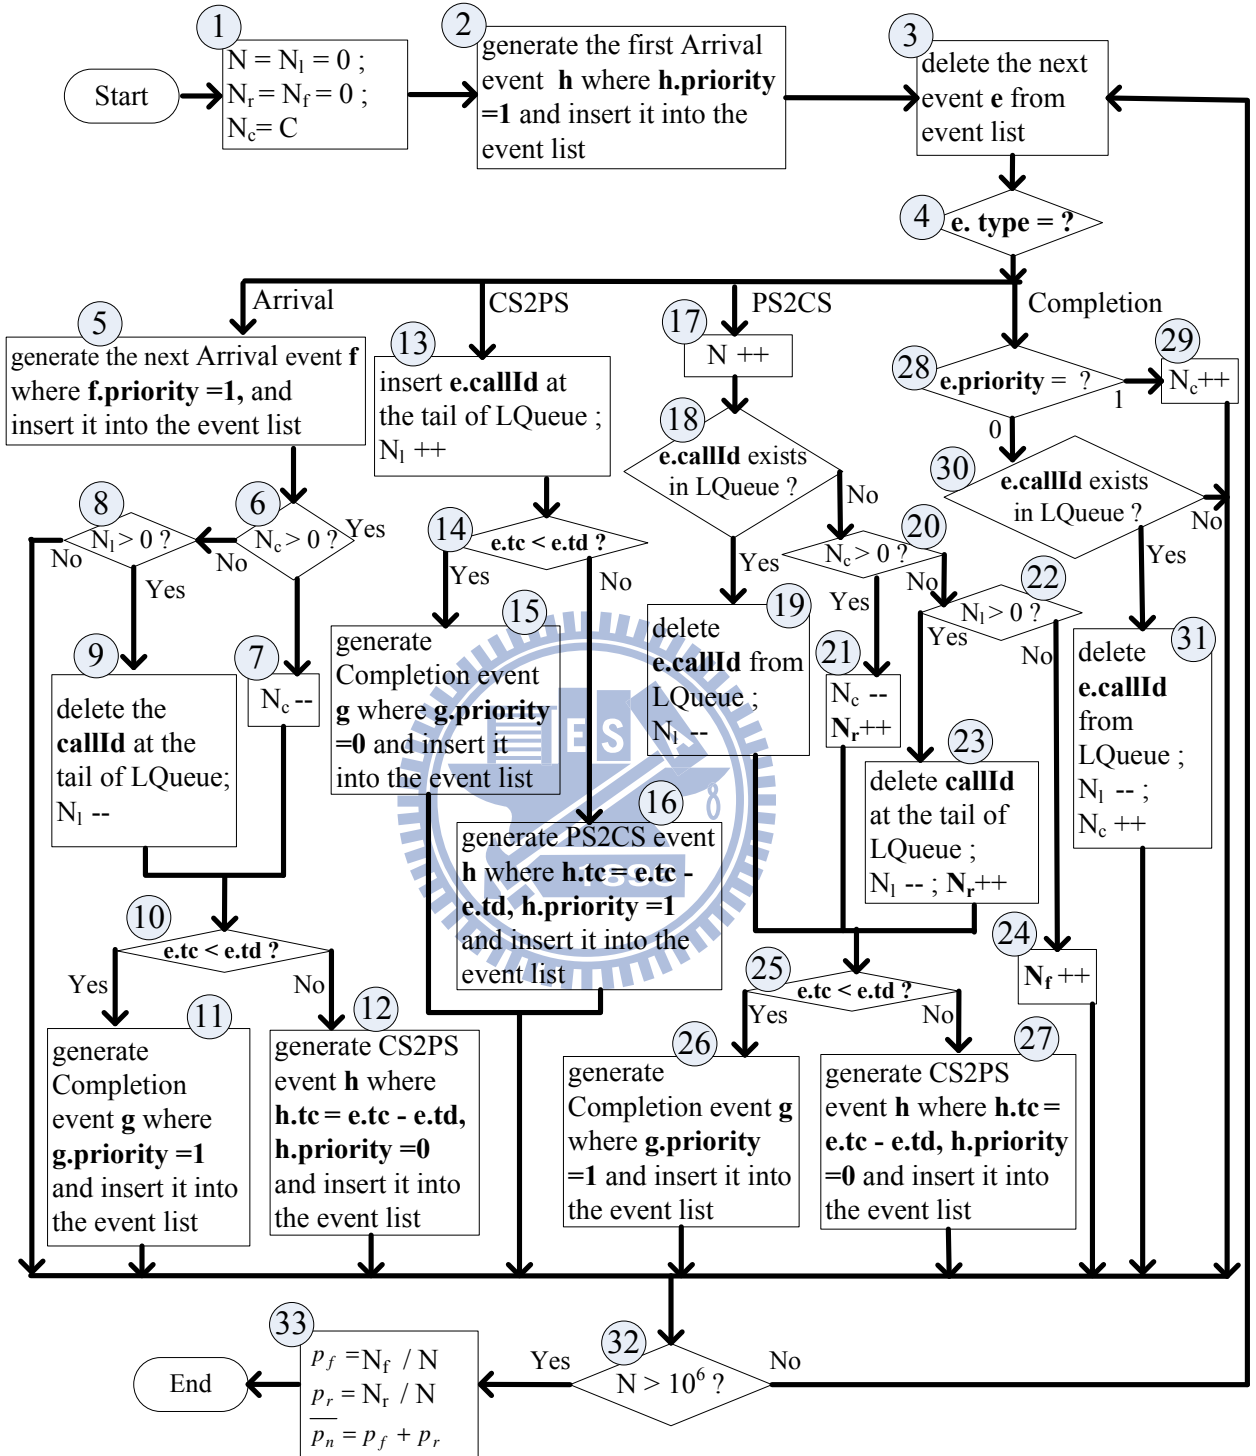 Start
1
N = N_l = 0 ;
N_r = N_f = 0 ;
N_c = C
2
generate the first Arrival
event h where h.priority
=1 and insert it into the
event list
3
delete the next
event e from
event list
4
e. type = ?
Arrival
CS2PS
PS2CS
Completion
5
generate the next Arrival event f
where f.priority =1, and
insert it into the event list
6
N_c > 0 ?
Yes
No
7
N_c --
8
N_l > 0 ?
No
Yes
9
delete the
callId at the
tail of LQueue;
N_l --
10
e.tc < e.td ?
Yes
No
11
generate
Completion
event g where
g.priority =1
and insert it into
the event list
12
generate CS2PS
event h where
h.tc = e.tc - e.td,
h.priority =0
and insert it into
the event list
13
insert e.callId at
the tail of LQueue ;
N_l ++
14
e.tc < e.td ?
Yes
No
15
generate
Completion event
g where g.priority
=0 and insert it
into the event list
16
generate PS2CS event
h where h.tc = e.tc -
e.td, h.priority =1
and insert it into the
event list
17
N ++
18
e.callId exists
in LQueue ?
No
Yes
19
delete
e.callId from
LQueue ;
N_l --
20
N_c > 0 ?
Yes
No
21
N_c --
N_r++
22
N_l > 0 ?
Yes
No
23
delete callId
at the tail of
LQueue ;
N_l -- ; N_r++
24
N_f ++
25
e.tc < e.td ?
Yes
No
26
generate
Completion event g
where g.priority
=1 and insert it
into the event list
27
generate CS2PS
event h where h.tc =
e.tc - e.td, h.priority
=0 and insert it into
the event list
28
e.priority = ?
1
0
29
N_c++
30
e.callId exists
in LQueue ?
No
Yes
31
delete
e.callId
from
LQueue ;
N_l -- ;
N_c ++
E S
1896
32
N > 10^6 ?
Yes
No
33
p_f = N_f / N
p_r = N_r / N
\overline{p_n} = p_f + p_r
End